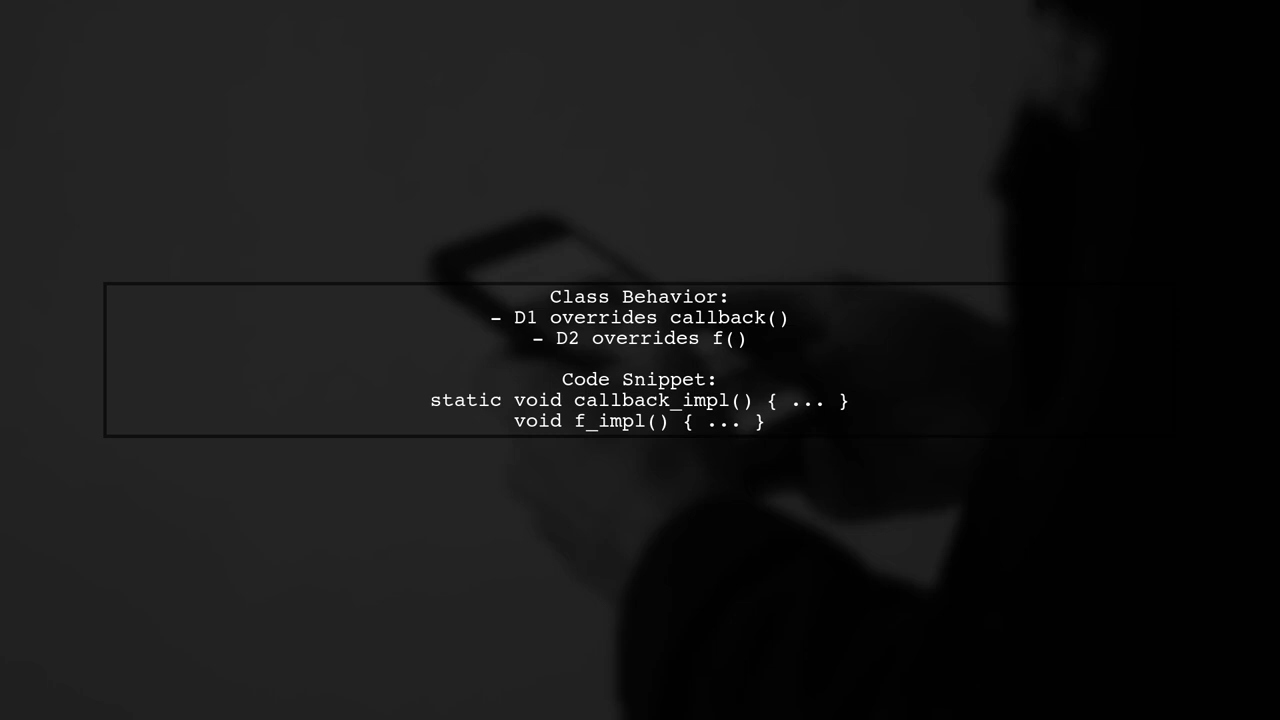 Class Behavior:
- D1 overrides callback()
- D2 overrides f()
Code Snippet:
static void callback_impl() { ... }
void f_impl() { ... }